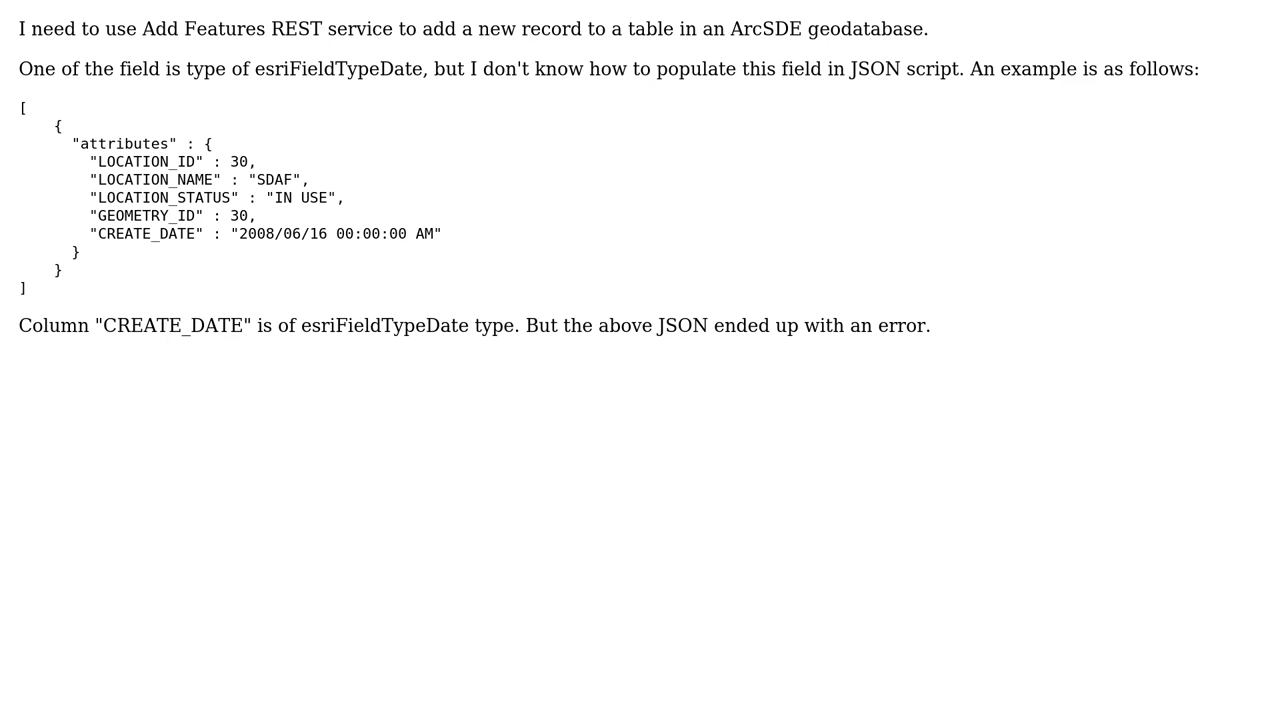 I need to use Add Features REST service to add a new record to a table in an ArcSDE geodatabase.
One of the field is type of esriFieldTypeDate, but I don't know how to populate this field in JSON script. An example is as follows:
[
    {
      "attributes" : {
        "LOCATION_ID" : 30,
        "LOCATION_NAME" : "SDAF",
        "LOCATION_STATUS" : "IN USE",
        "GEOMETRY_ID" : 30,
        "CREATE_DATE" : "2008/06/16 00:00:00 AM"
      }
    }
]
Column "CREATE_DATE" is of esriFieldTypeDate type. But the above JSON ended up with an error.